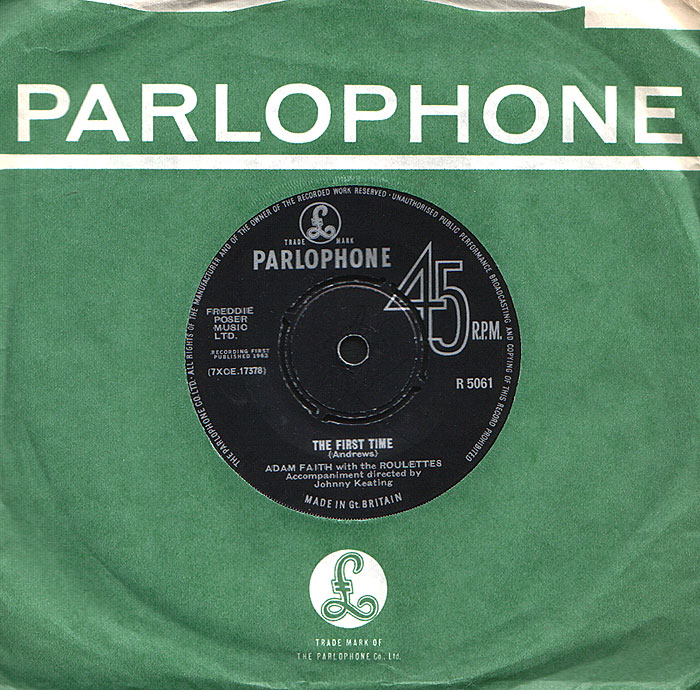 PARLOPHONE
THE PARLOPHONE CO. LTD. · ALL RIGHTS OF THE MANUFACTURER AND OF THE OWNER OF THE RECORDED WORK RESERVED · UNAUTHORISED PUBLIC PERFORMANCE BROADCASTING AND COPYING OF THIS RECORD PROHIBITED
£
TRADE MARK
PARLOPHONE
45 R.P.M.
FREDDIE
POSER
MUSIC
LTD.
RECORDING FIRST
PUBLISHED 1963
(7XCE.17378)
R 5061
THE FIRST TIME
(Andrews)
ADAM FAITH with the ROULETTES
Accompaniment directed by
Johnny Keating
MADE IN Gt. BRITAIN
£
TRADE MARK OF
THE PARLOPHONE Co., Ltd.